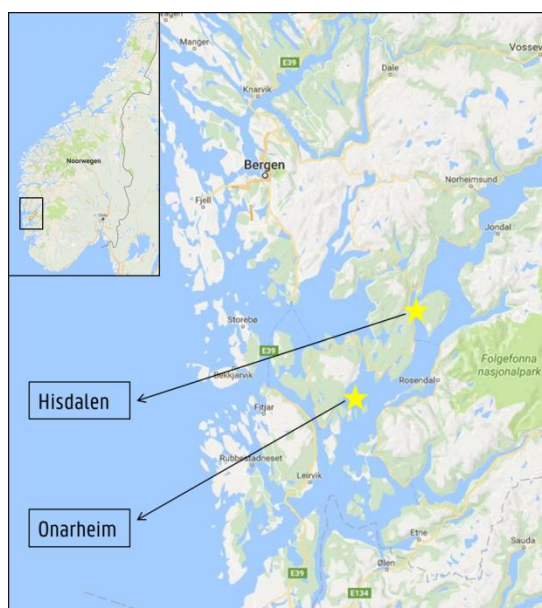 Manger
E39
Dale
Vossev
Knarvik
Noorwegen
Bergen
Norheimsund
Fjell
Jondal
Storebø
E39
Folgefonna
nasjonalpark
Bekkjarvik
Rosendal
Hisdalen
Fitjar
Rubbestadneset
Leirvik
Onarheim
Etne
Sauda
Ølen
E39
E134